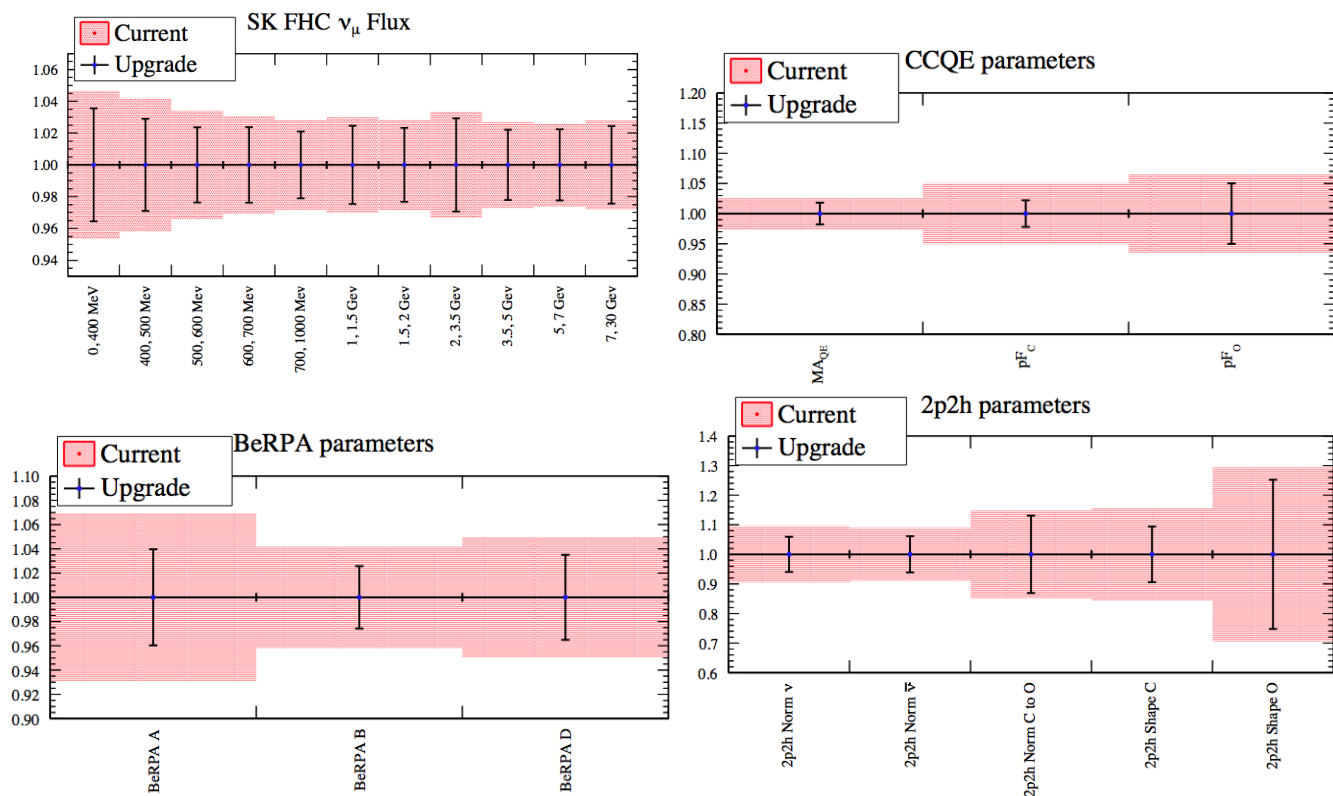 SK FHC νμ Flux
Current
Upgrade
1.06
1.04
1.02
1.00
0.98
0.96
0.94
0, 400 MeV
400, 500 Mev
500, 600 Mev
600, 700 Mev
700, 1000 Mev
1, 1.5 Gev
1.5, 2 Gev
2, 3.5 Gev
3.5, 5 Gev
5, 7 Gev
7, 30 Gev
CCQE parameters
Current
Upgrade
1.20
1.15
1.10
1.05
1.00
0.95
0.90
0.85
0.80
MAQE
pFC
pFO
BeRPA parameters
Current
Upgrade
1.10
1.08
1.06
1.04
1.02
1.00
0.98
0.96
0.94
0.92
0.90
BeRPA A
BeRPA B
BeRPA D
2p2h parameters
Current
Upgrade
1.4
1.3
1.2
1.1
1.0
0.9
0.8
0.7
0.6
2p2h Norm ν
2p2h Norm ν̄
2p2h Norm C to O
2p2h Shape C
2p2h Shape O